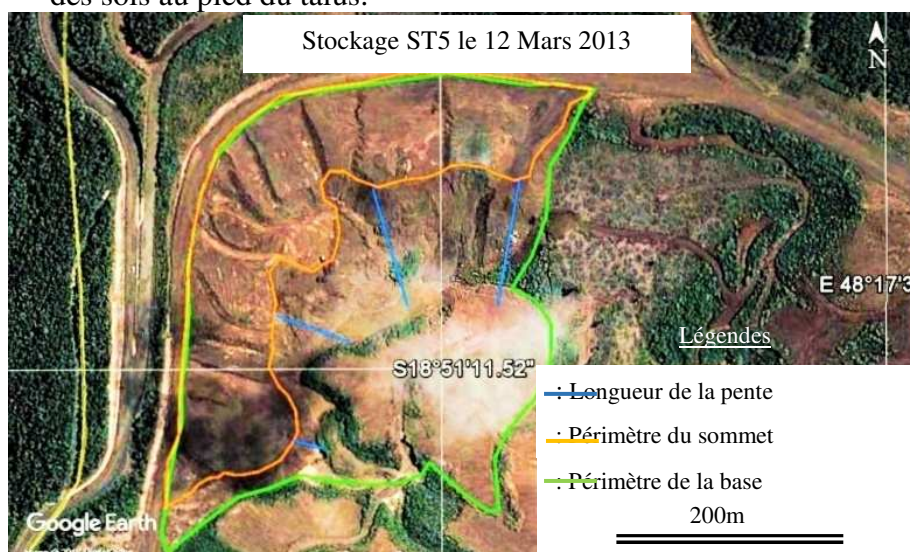 des sols au pied du talus.
Stockage ST5 le 12 Mars 2013
N
E 48°17'3
Légendes
S18°51'11.52"
: Longueur de la pente
: Périmètre du sommet
: Périmètre de la base
Google Earth
200m